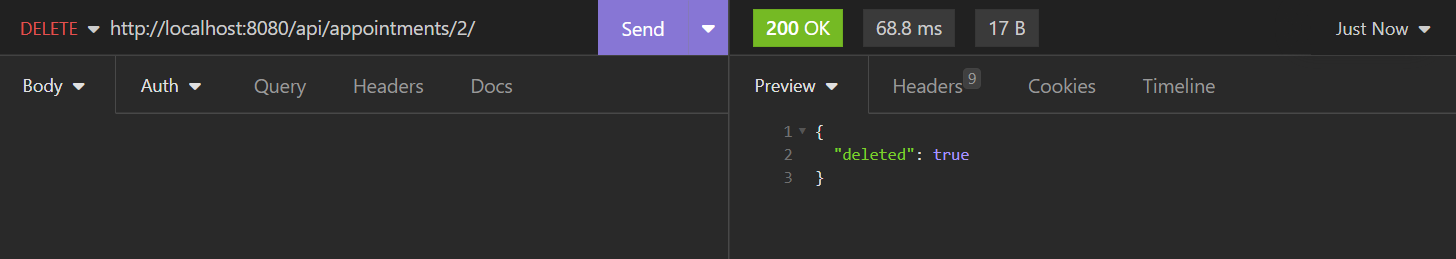 DELETE http://localhost:8080/api/appointments/2/ Send 200 OK 68.8 ms 17 B Just Now
Body Auth Query Headers Docs Preview Headers 9 Cookies Timeline
1 {
2 "deleted": true
3 }